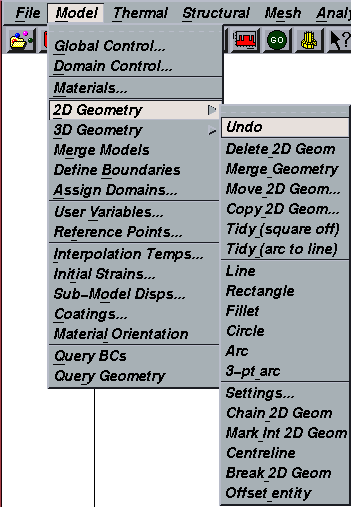 File Model Thermal Structural Mesh
GO
?
Global Control...
Domain Control...
Materials...
2D Geometry
3D Geometry
Merge Models
Define Boundaries
Assign Domains...
User Variables...
Reference Points...
Interpolation Temps...
Initial Strains...
Sub-Model Disps...
Coatings...
Material Orientation
Query BCs
Query Geometry
Undo
Delete 2D Geom
Merge Geometry
Move 2D Geom...
Copy 2D Geom...
Tidy (square off)
Tidy (arc to line)
Line
Rectangle
Fillet
Circle
Arc
3-pt arc
Settings...
Chain 2D Geom
Mark Int 2D Geom
Centreline
Break 2D Geom
Offset entity